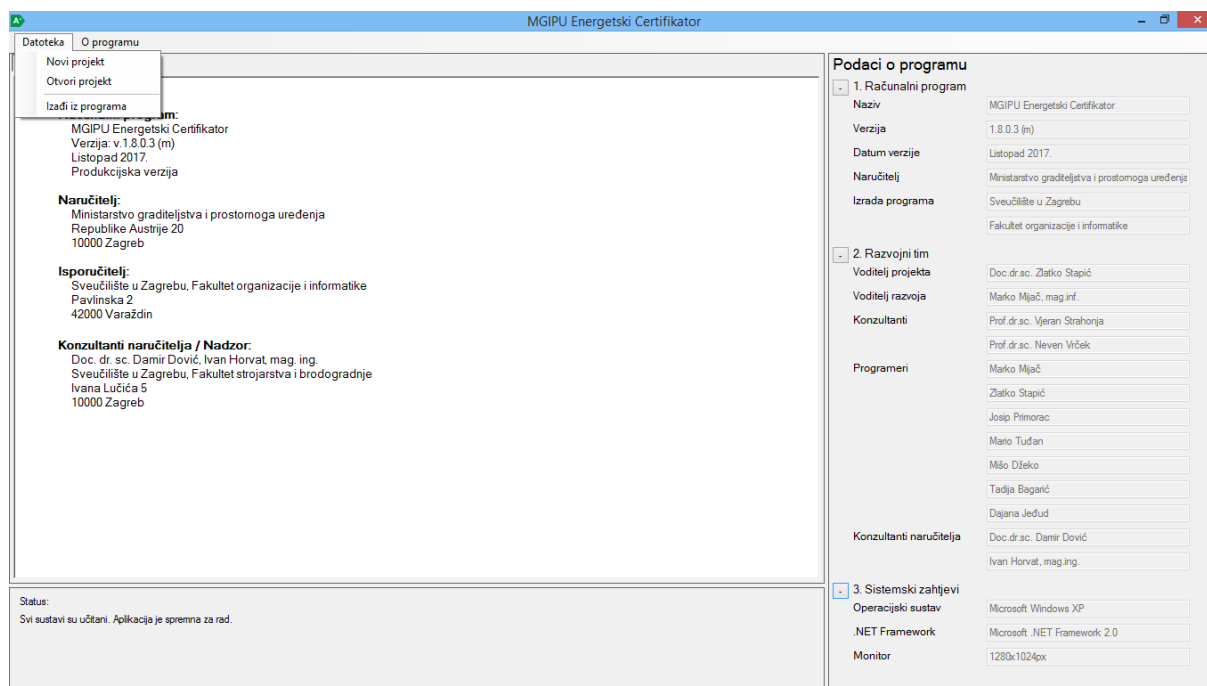 MGIPU Energetski Certifikator
Datoteka O programu
Novi projekt
Otvori projekt
Izađi iz programa
MGIPU Energetski Certifikator
Verzija: v.1.8.0.3 (m)
Listopad 2017.
Produkcijska verzija
Naručitelj:
Ministarstvo graditeljstva i prostornoga uređenja
Republike Austrije 20
10000 Zagreb
Isporučitelj:
Sveučilište u Zagrebu, Fakultet organizacije i informatike
Pavlinska 2
42000 Varaždin
Konzultanti naručitelja / Nadzor:
Doc. dr. sc. Damir Dović, Ivan Horvat, mag. ing.
Sveučilište u Zagrebu, Fakultet strojarstva i brodogradnje
Ivana Lučića 5
10000 Zagreb
Status:
Svi sustavi su učitani. Aplikacija je spremna za rad.
Podaci o programu
1. Računalni program
Naziv MGIPU Energetski Certifikator
Verzija 1.8.0.3 (m)
Datum verzije Listopad 2017.
Naručitelj Ministarstvo graditeljstva i prostornoga uređenja
Izrada programa Sveučilište u Zagrebu
Fakultet organizacije i informatike
2. Razvojni tim
Voditelj projekta Doc.dr.sc. Zlatko Stapić
Voditelj razvoja Marko Mijač, mag.inf.
Konzultanti Prof.dr.sc. Vjeran Strahonja
Prof.dr.sc. Neven Vrček
Programeri Marko Mijač
Zlatko Stapić
Josip Primorac
Mario Tuđan
Mišo Džeko
Tadija Bagarić
Dajana Jeđud
Konzultanti naručitelja Doc.dr.sc. Damir Dović
Ivan Horvat, mag.ing.
3. Sistemski zahtjevi
Operacijski sustav Microsoft Windows XP
.NET Framework Microsoft .NET Framework 2.0
Monitor 1280x1024px